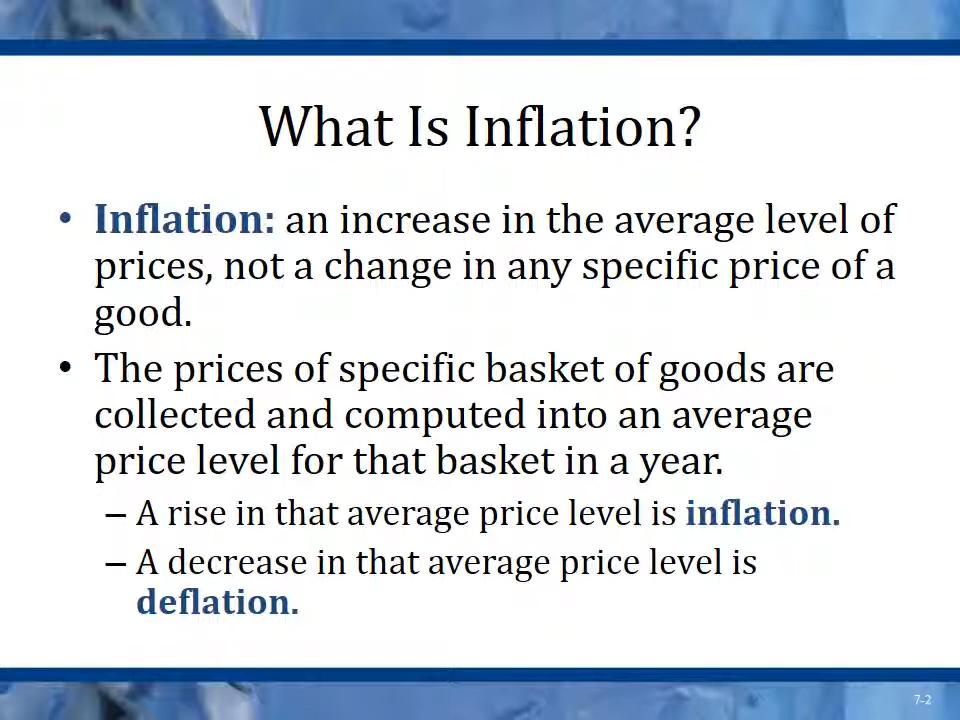 What Is Inflation?
• Inflation: an increase in the average level of
prices, not a change in any specific price of a
good.
• The prices of specific basket of goods are
collected and computed into an average
price level for that basket in a year.
– A rise in that average price level is inflation.
– A decrease in that average price level is
deflation.
7-2